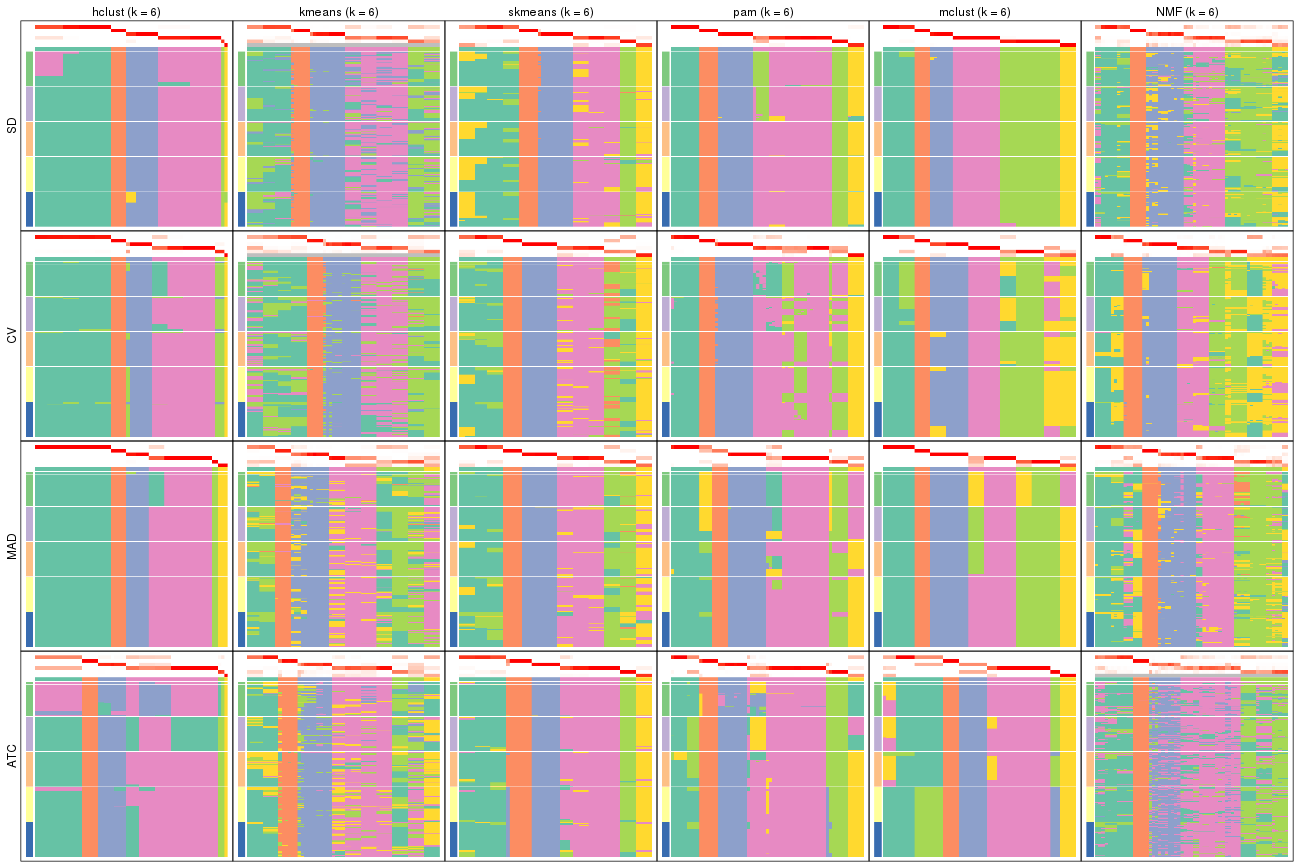 hclust (k = 6)
kmeans (k = 6)
skmeans (k = 6)
pam (k = 6)
mclust (k = 6)
NMF (k = 6)
SD
CV
MAD
ATC